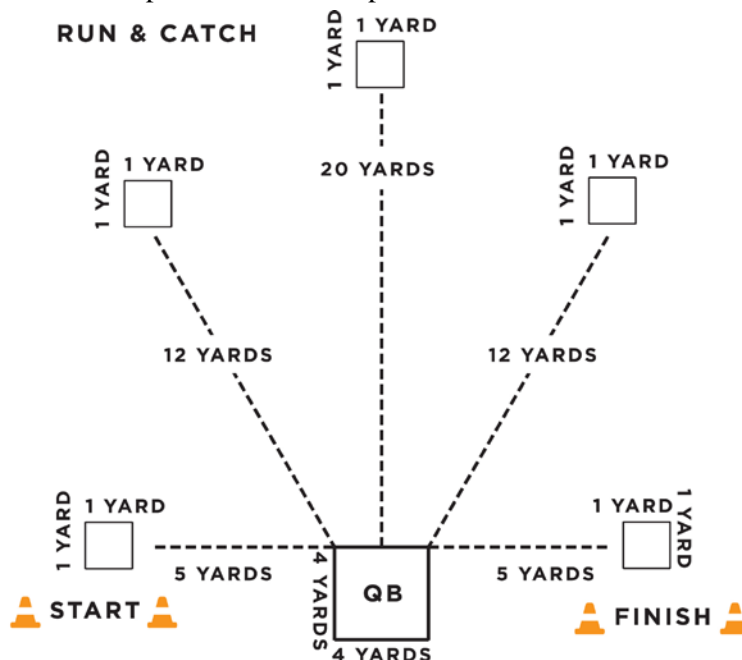 RUN & CATCH
1 YARD
1 YARD
20 YARDS
1 YARD
1 YARD
1 YARD
1 YARD
12 YARDS
12 YARDS
1 YARD
1 YARD
1 YARD
1 YARD
5 YARDS
4 YARDS
QB
5 YARDS
START
FINISH
4 YARDS